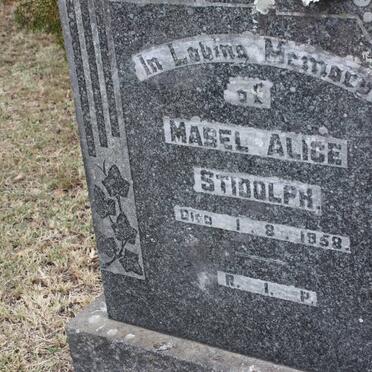 In Loving Memory
of
MABEL ALICE
STIDOLPH.
DIED 1.8.1958.
R.I.P